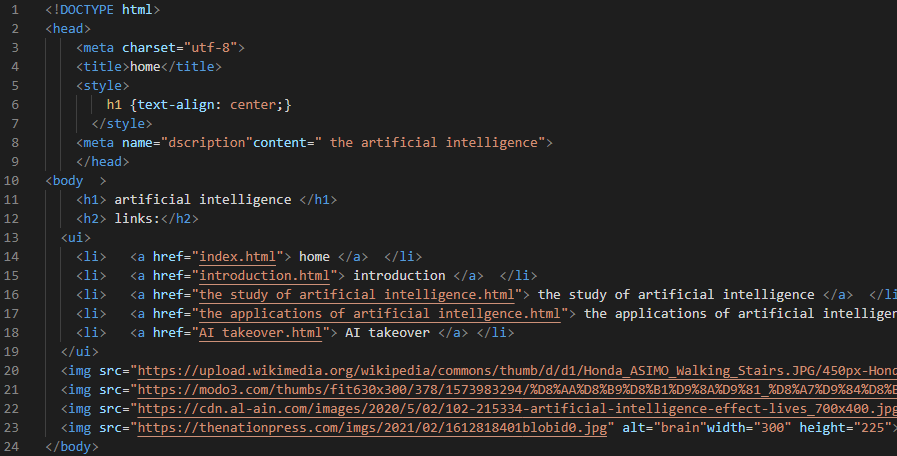 1 <!DOCTYPE html>
2 <head>
3 <meta charset="utf-8">
4 <title>home</title>
5 <style>
6 h1 {text-align: center;}
7 </style>
8 <meta name="dscription"content=" the artificial intelligence">
9 </head>
10 <body  >
11 <h1> artificial intelligence </h1>
12 <h2> links:</h2>
13 <ui>
14 <li>   <a href="index.html"> home </a>  </li>
15 <li>   <a href="introduction.html"> introduction </a>  </li>
16 <li>   <a href="the study of artificial intelligence.html"> the study of artificial intelligence </a>  </li
17 <li>   <a href="the applications of artificial intellgence.html"> the applications of artificial intelligen
18 <li>   <a href="AI takeover.html"> AI takeover </a> </li>
19 </ui>
20 <img src="https://upload.wikimedia.org/wikipedia/commons/thumb/d/d1/Honda_ASIMO_Walking_Stairs.JPG/450px-Hond
21 <img src="https://modo3.com/thumbs/fit630x300/378/1573983294/%D8%AA%D8%B9%D8%B1%D9%8A%D9%81_%D8%A7%D9%84%D8%B
22 <img src="https://cdn.al-ain.com/images/2020/5/02/102-215334-artificial-intelligence-effect-lives_700x400.jpg
23 <img src="https://thenationpress.com/imgs/2021/02/1612818401blobid0.jpg" alt="brain"width="300" height="225">
24 </body>